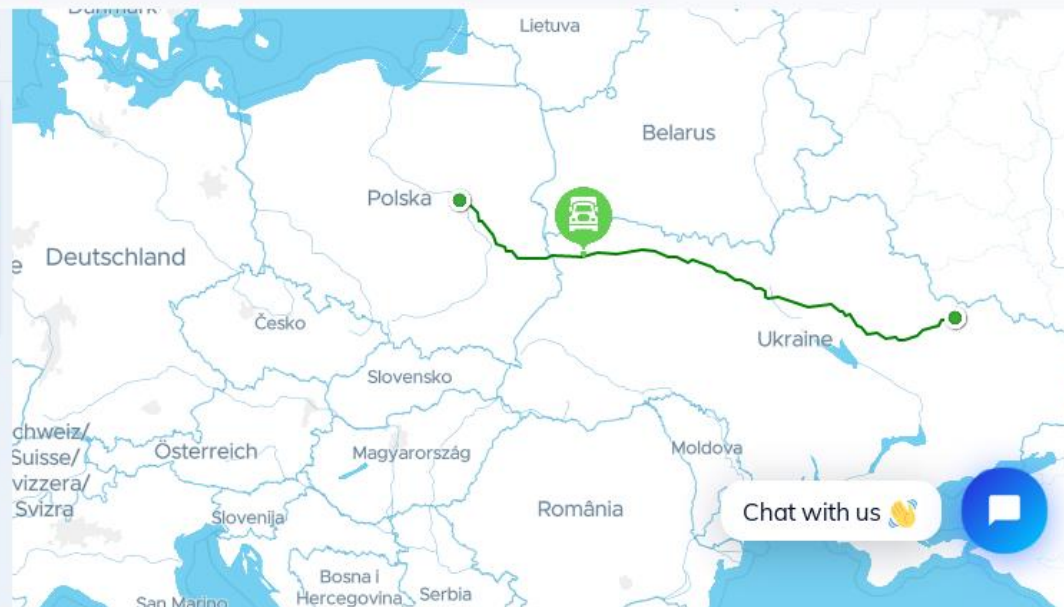 Danmark
Lietuva
Belarus
Polska
Deutschland
Česko
Ukraine
Slovensko
chweiz/
Suisse/
vizzera/
Svizra
Österreich
Magyarország
Moldova
Slovenija
România
Chat with us 👋
Bosna i
Hercegovina
Serbia
San Marino